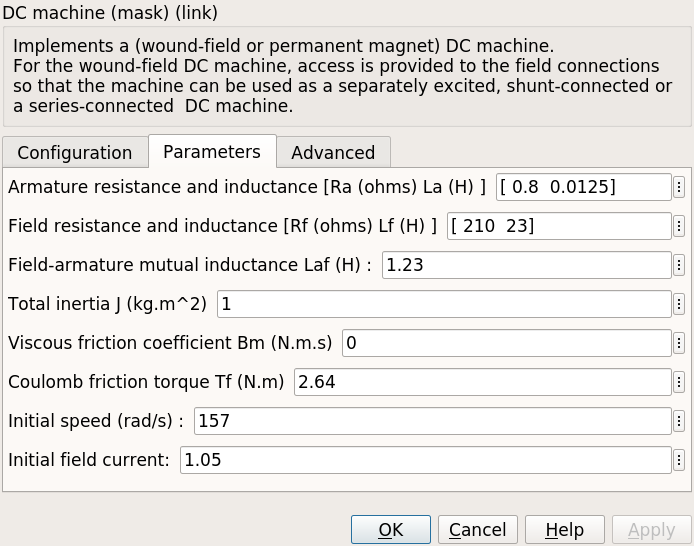 DC machine (mask) (link)
Implements a (wound-field or permanent magnet) DC machine.
For the wound-field DC machine, access is provided to the field connections
so that the machine can be used as a separately excited, shunt-connected or
a series-connected  DC machine.
Configuration Parameters Advanced
Armature resistance and inductance [Ra (ohms) La (H) ] [ 0.8  0.0125]
Field resistance and inductance [Rf (ohms) Lf (H) ] [ 210  23]
Field-armature mutual inductance Laf (H) : 1.23
Total inertia J (kg.m^2) 1
Viscous friction coefficient Bm (N.m.s) 0
Coulomb friction torque Tf (N.m) 2.64
Initial speed (rad/s) : 157
Initial field current: 1.05
OK Cancel Help Apply